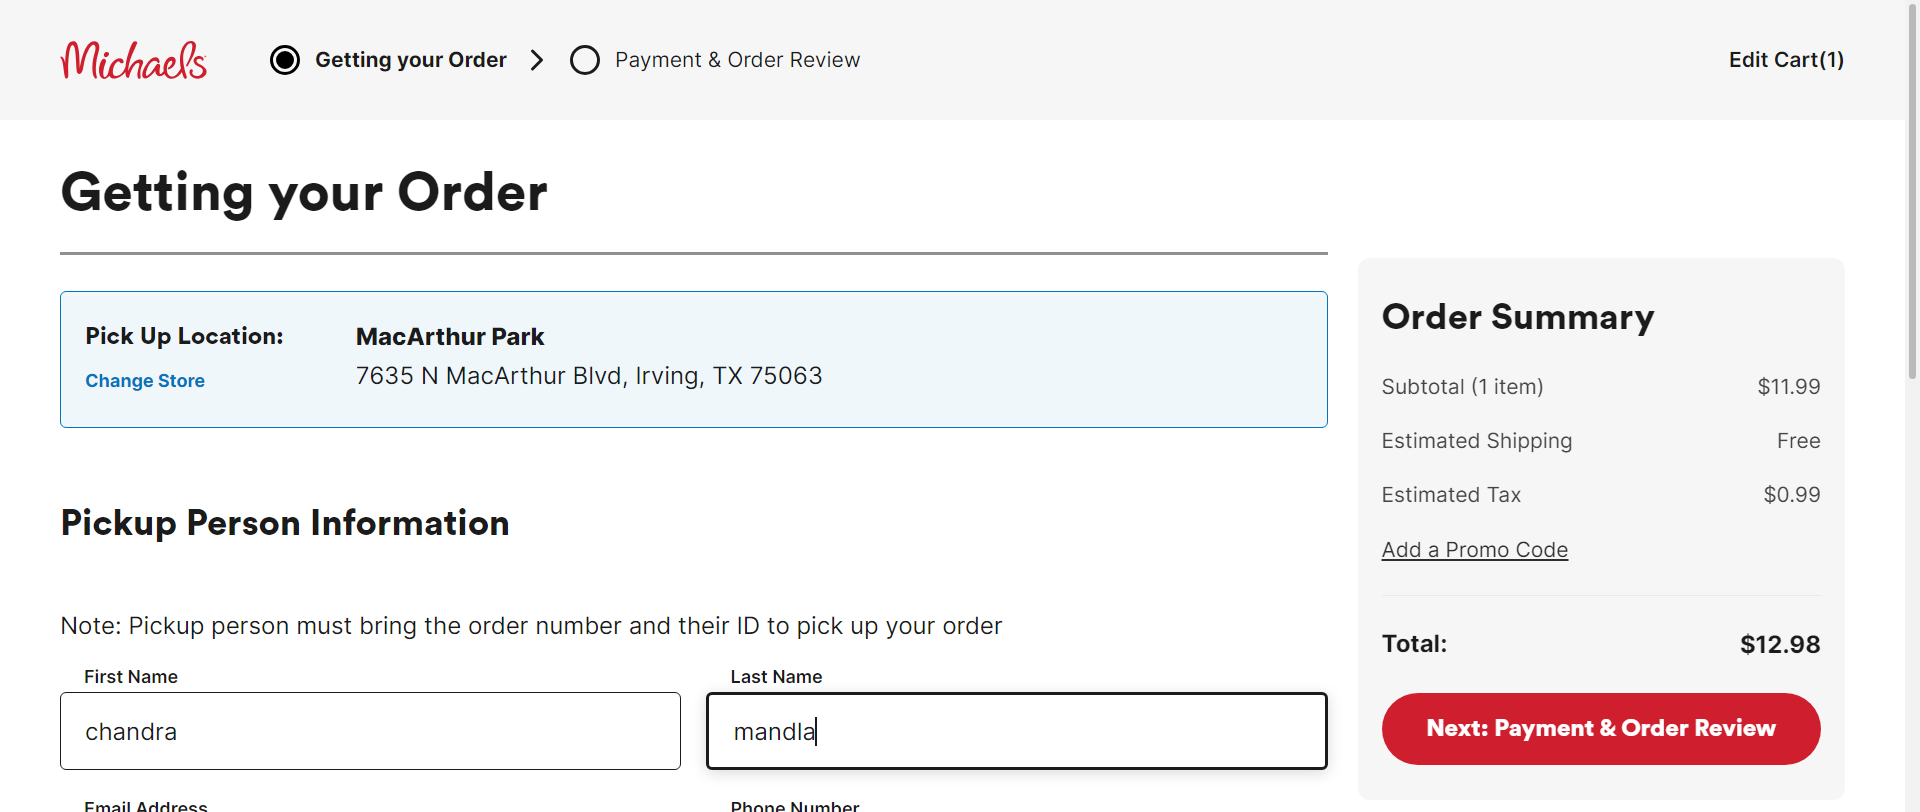 Michaels
Getting your Order
Payment & Order Review
Edit Cart(1)
Getting your Order
Pick Up Location:
MacArthur Park
Change Store
7635 N MacArthur Blvd, Irving, TX 75063
Order Summary
Subtotal (1 item) $11.99
Estimated Shipping Free
Estimated Tax $0.99
Add a Promo Code
Total: $12.98
Next: Payment & Order Review
Pickup Person Information
Note: Pickup person must bring the order number and their ID to pick up your order
First Name
Last Name
chandra
mandla
Email Address
Phone Number